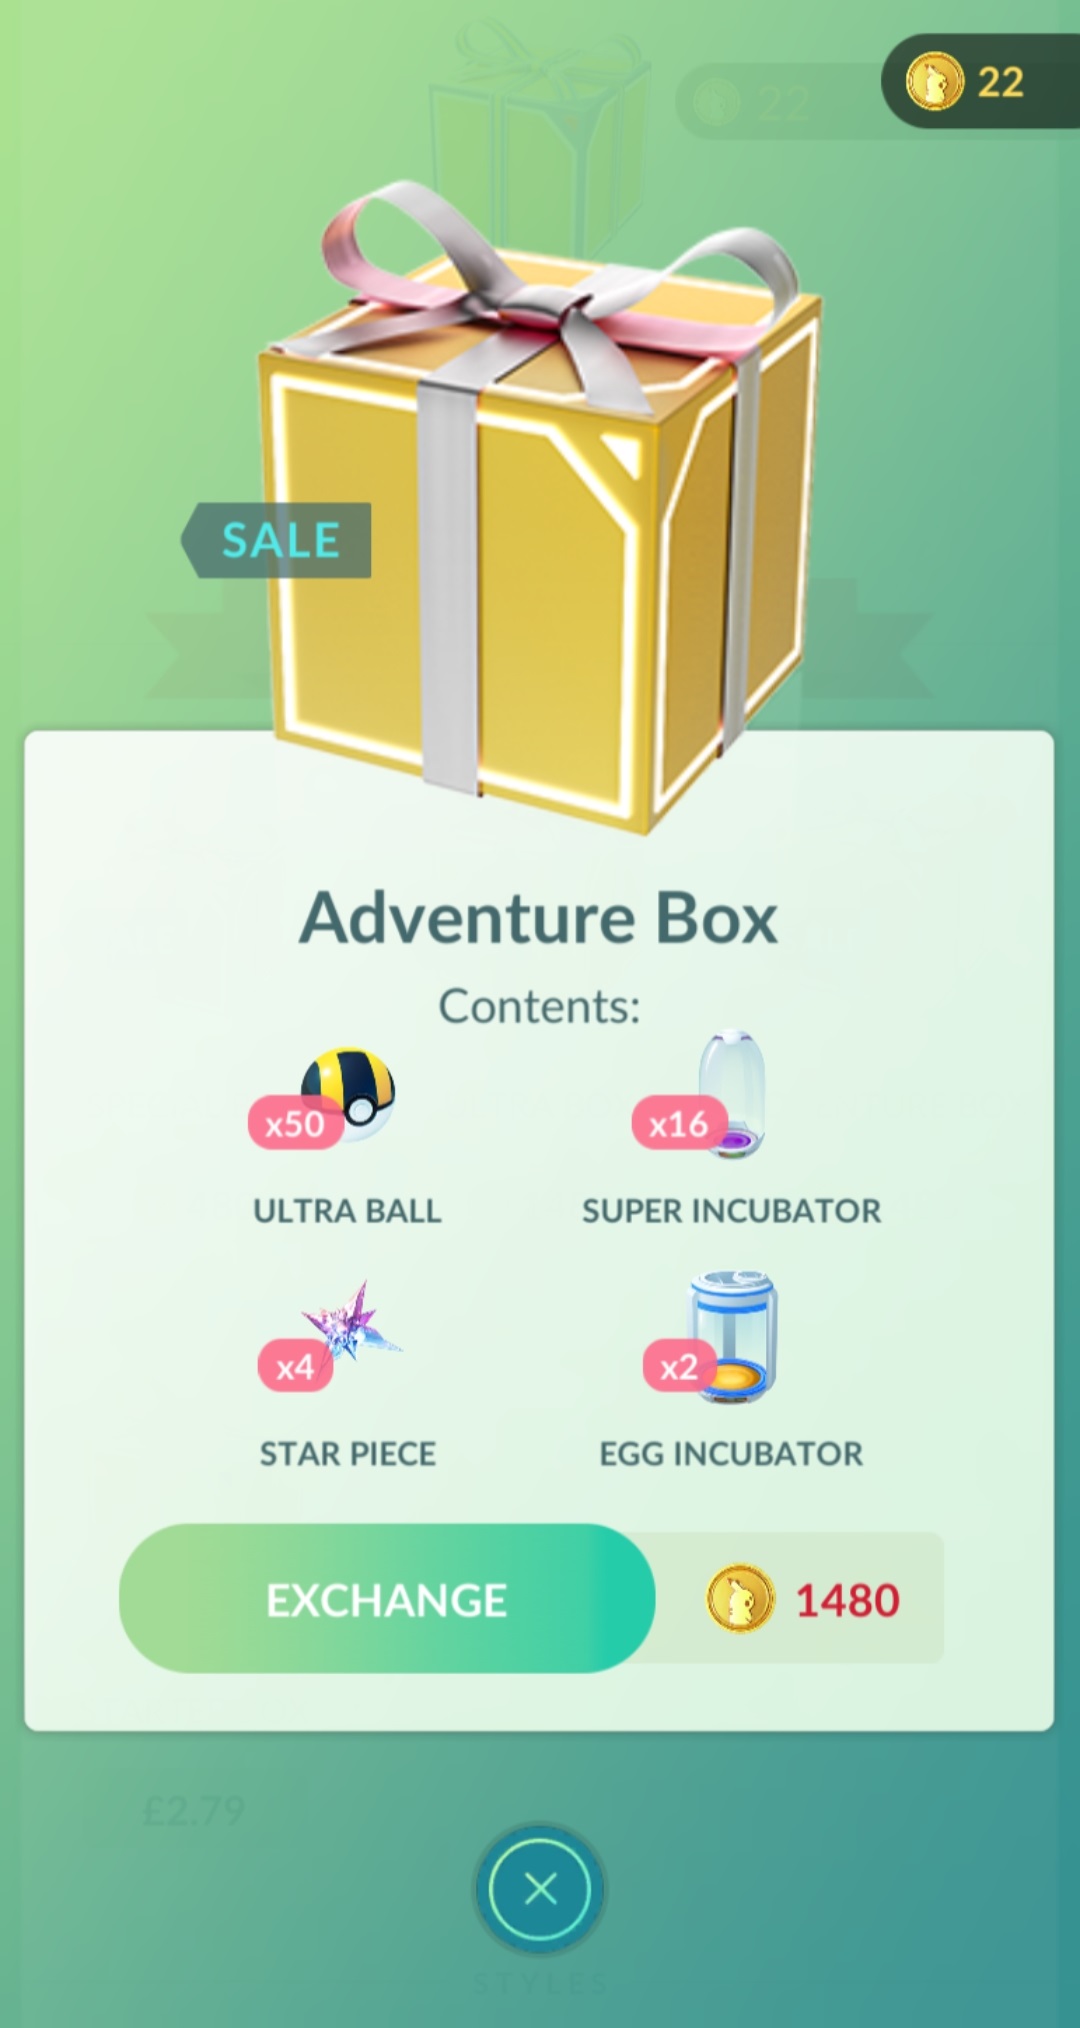 22
22
SALE
Adventure Box
Contents:
x50
ULTRA BALL
x16
SUPER INCUBATOR
x4
STAR PIECE
x2
EGG INCUBATOR
EXCHANGE
1480
£2.79
STYLES